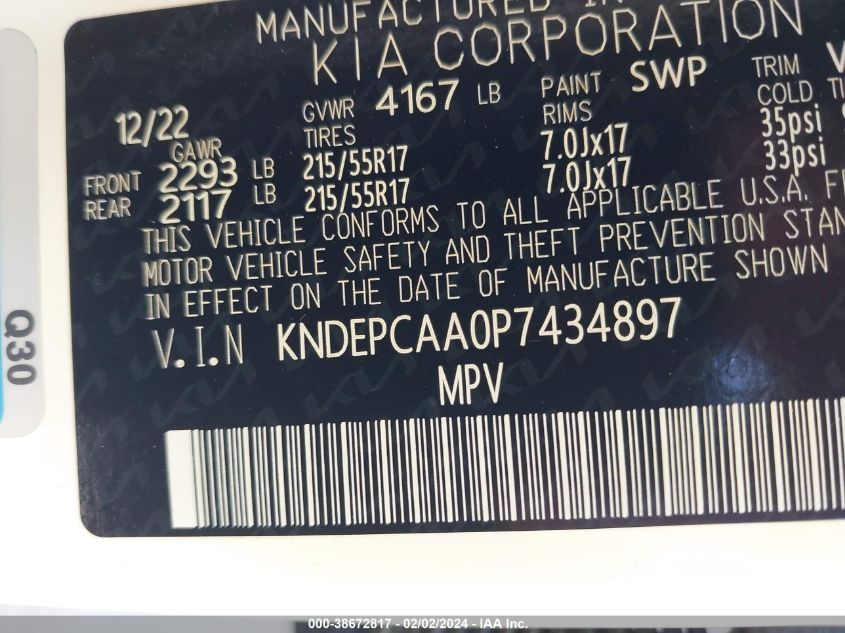 MANUFACTURED IN
KIA CORPORATION
12/22 GVWR 4167 LB PAINT SWP TRIM
GAWR TIRES RIMS COLD
FRONT 2293 LB 215/55R17 7.0Jx17 35psi
REAR 2117 LB 215/55R17 7.0Jx17 33psi
THIS VEHICLE CONFORMS TO ALL APPLICABLE U.S.A.
MOTOR VEHICLE SAFETY AND THEFT PREVENTION
IN EFFECT ON THE DATE OF MANUFACTURE SHOWN
V.I.N KNDEPCAA0P7434897
MPV
Q30
000-38672817 - 02/02/2024 - IAA Inc.